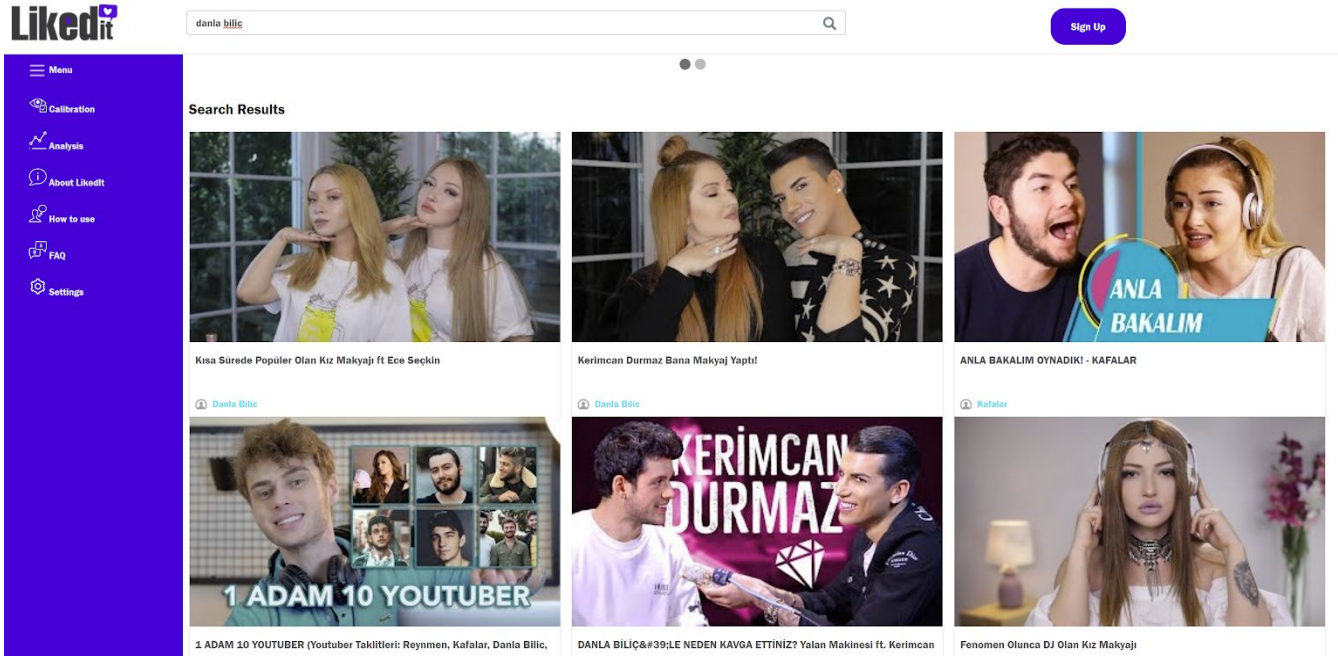 Likedit
danla bilic
Sign Up
Menu
Calibration
Analysis
About LikedIt
How to use
FAQ
Settings
Search Results
ANLA
BAKALIM
Kısa Sürede Popüler Olan Kız Makyajı ft Ece Seçkin
Kerimcan Durmaz Bana Makyaj Yaptı!
ANLA BAKALIM OYNADIK! - KAFALAR
Danla Bilic
Danla Bilic
Kafalar
1 ADAM 10 YOUTUBER
KERİMCAN
DURMAZ
1 ADAM 10 YOUTUBER (Youtuber Taklitleri: Reynmen, Kafalar, Danla Bilic,
DANLA BİLİÇ&#39;LE NEDEN KAVGA ETTİNİZ? Yalan Makinesi ft. Kerimcan
Fenomen Olunca DJ Olan Kız Makyajı